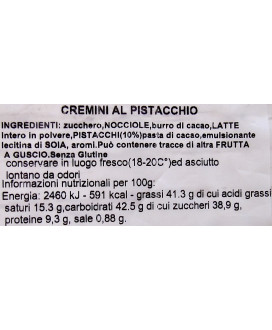 CREMINI AL PISTACCHIO
INGREDIENTI: zucchero,NOCCIOLE,burro di cacao,LATTE
Intero in polvere,PISTACCHI(10%)pasta di cacao,emulsionante
lecitina di SOIA, aromi.Può contenere tracce di altra FRUTTA
A GUSCIO.Senza Glutine
conservare in luogo fresco(18-20C°)ed asciutto
lontano da odori
Informazioni nutrizionali per 100g:
Energia: 2460 kJ - 591 kcal - grassi 41.3 g di cui acidi grassi
saturi 15.3 g,carboidrati 42.5 g di cui zuccheri 38,9 g,
proteine 9,3 g, sale 0,88 g.